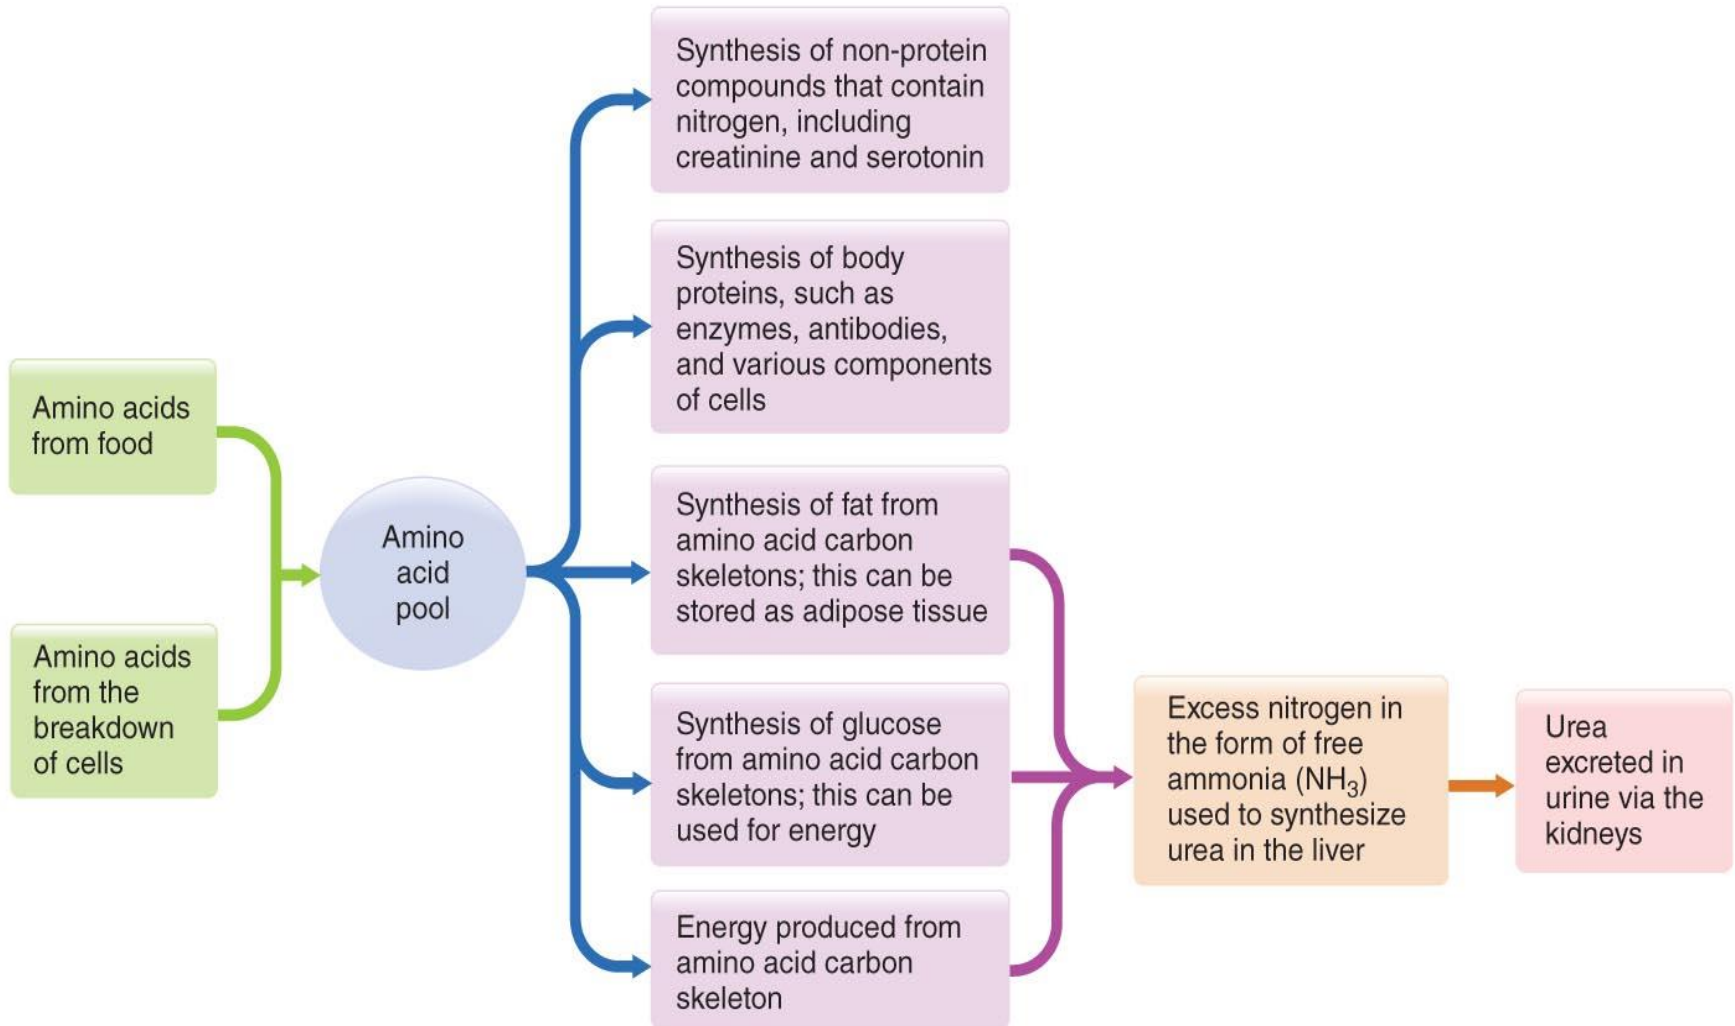 Amino acids
from food
Amino acids
from the
breakdown
of cells
Amino
acid
pool
Synthesis of non-protein
compounds that contain
nitrogen, including
creatinine and serotonin
Synthesis of body
proteins, such as
enzymes, antibodies,
and various components
of cells
Synthesis of fat from
amino acid carbon
skeletons; this can be
stored as adipose tissue
Synthesis of glucose
from amino acid carbon
skeletons; this can be
used for energy
Energy produced from
amino acid carbon
skeleton
Excess nitrogen in
the form of free
ammonia (NH₃)
used to synthesize
urea in the liver
Urea
excreted in
urine via the
kidneys